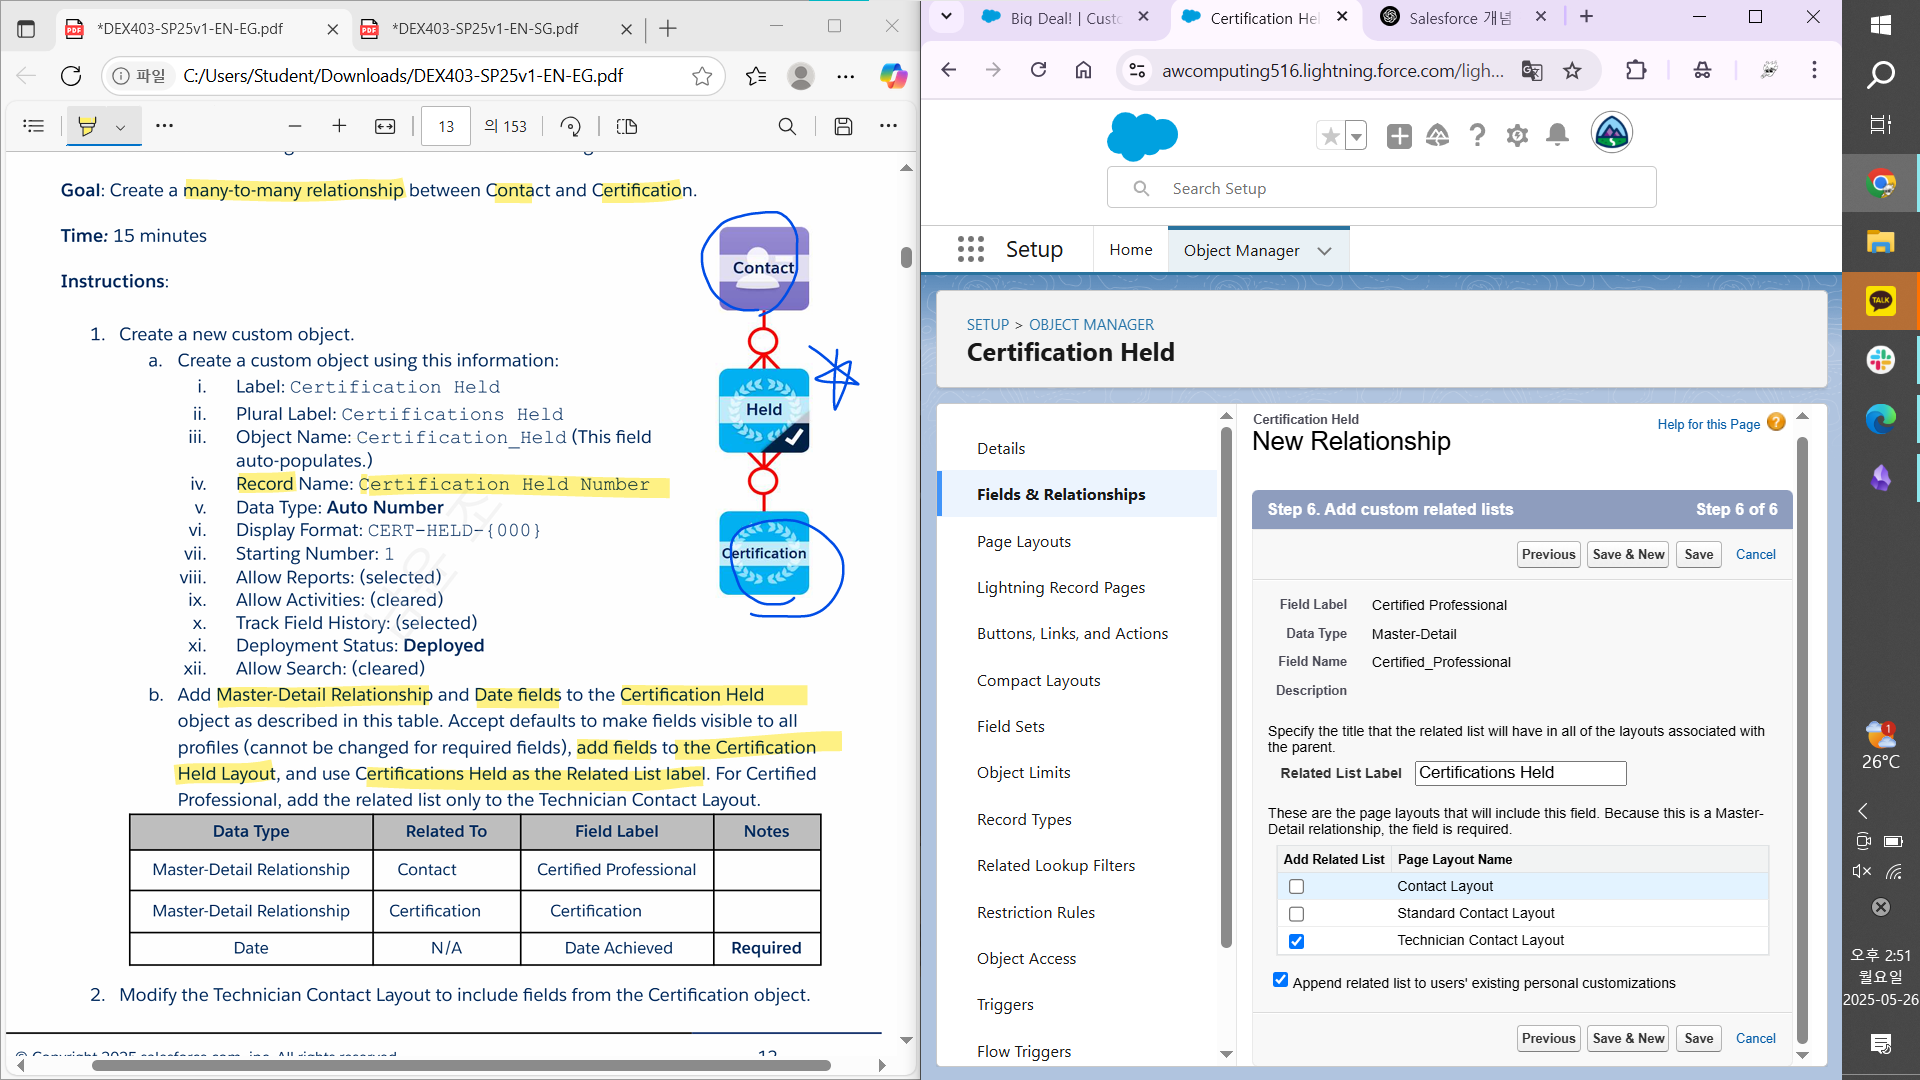 *DEX403-SP25v1-EN-EG.pdf
*DEX403-SP25v1-EN-SG.pdf
파일
C:/Users/Student/Downloads/DEX403-SP25v1-EN-EG.pdf
13
의 153
Goal: Create a many-to-many relationship between Contact and Certification.
Time: 15 minutes
Instructions:
Contact
Held
Certification
1. Create a new custom object.
a. Create a custom object using this information:
i. Label: Certification Held
ii. Plural Label: Certifications Held
iii. Object Name: Certification_Held (This field
auto-populates.)
iv. Record Name: Certification Held Number
v. Data Type: Auto Number
vi. Display Format: CERT-HELD-{000}
vii. Starting Number: 1
viii. Allow Reports: (selected)
ix. Allow Activities: (cleared)
x. Track Field History: (selected)
xi. Deployment Status: Deployed
xii. Allow Search: (cleared)
b. Add Master-Detail Relationship and Date fields to the Certification Held
object as described in this table. Accept defaults to make fields visible to all
profiles (cannot be changed for required fields), add fields to the Certification
Held Layout, and use Certifications Held as the Related List label. For Certified
Professional, add the related list only to the Technician Contact Layout.
Data Type Related To Field Label Notes
Master-Detail Relationship Contact Certified Professional
Master-Detail Relationship Certification Certification
Date N/A Date Achieved Required
2. Modify the Technician Contact Layout to include fields from the Certification object.
© Copyright 2025 salesforce.com, inc. All rights reserved.
13
Big Deal! | Custo
Certification Hel
Salesforce 개념
awcomputing516.lightning.force.com/ligh...
Search Setup
Setup
Home
Object Manager
SETUP > OBJECT MANAGER
Certification Held
Details
Fields & Relationships
Page Layouts
Lightning Record Pages
Buttons, Links, and Actions
Compact Layouts
Field Sets
Object Limits
Record Types
Related Lookup Filters
Restriction Rules
Object Access
Triggers
Flow Triggers
Certification Held
New Relationship
Help for this Page
Step 6. Add custom related lists
Step 6 of 6
Previous Save & New Save Cancel
Field Label Certified Professional
Data Type Master-Detail
Field Name Certified_Professional
Description
Specify the title that the related list will have in all of the layouts associated with
the parent.
Related List Label Certifications Held
These are the page layouts that will include this field. Because this is a Master-
Detail relationship, the field is required.
Add Related List Page Layout Name
Contact Layout
Standard Contact Layout
Technician Contact Layout
Append related list to users' existing personal customizations
Previous Save & New Save Cancel
TALK
1
26°C
오후 2:51
월요일
2025-05-26